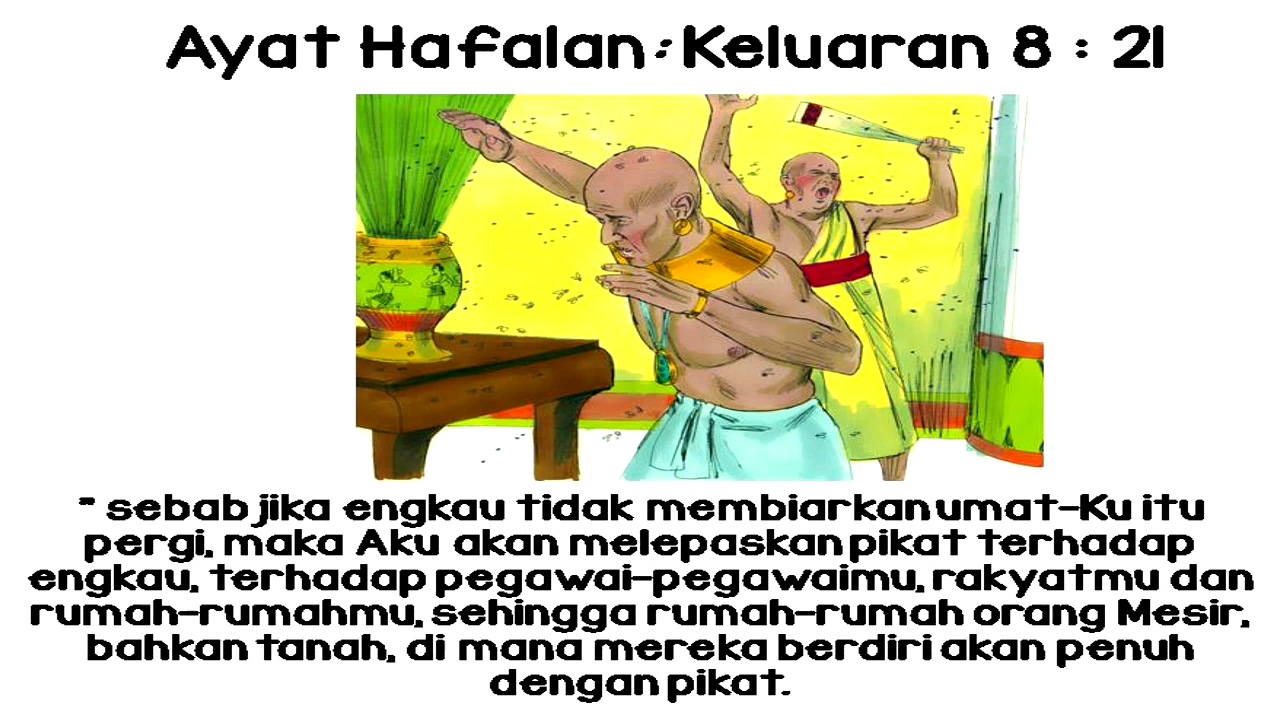 Ayat Hafalan : Keluaran 8 : 21
" sebab jika engkau tidak membiarkan umat-Ku itu
pergi, maka Aku akan melepaskan pikat terhadap
engkau, terhadap pegawai-pegawaimu, rakyatmu dan
rumah-rumahmu, sehingga rumah-rumah orang Mesir,
bahkan tanah, di mana mereka berdiri akan penuh
dengan pikat.